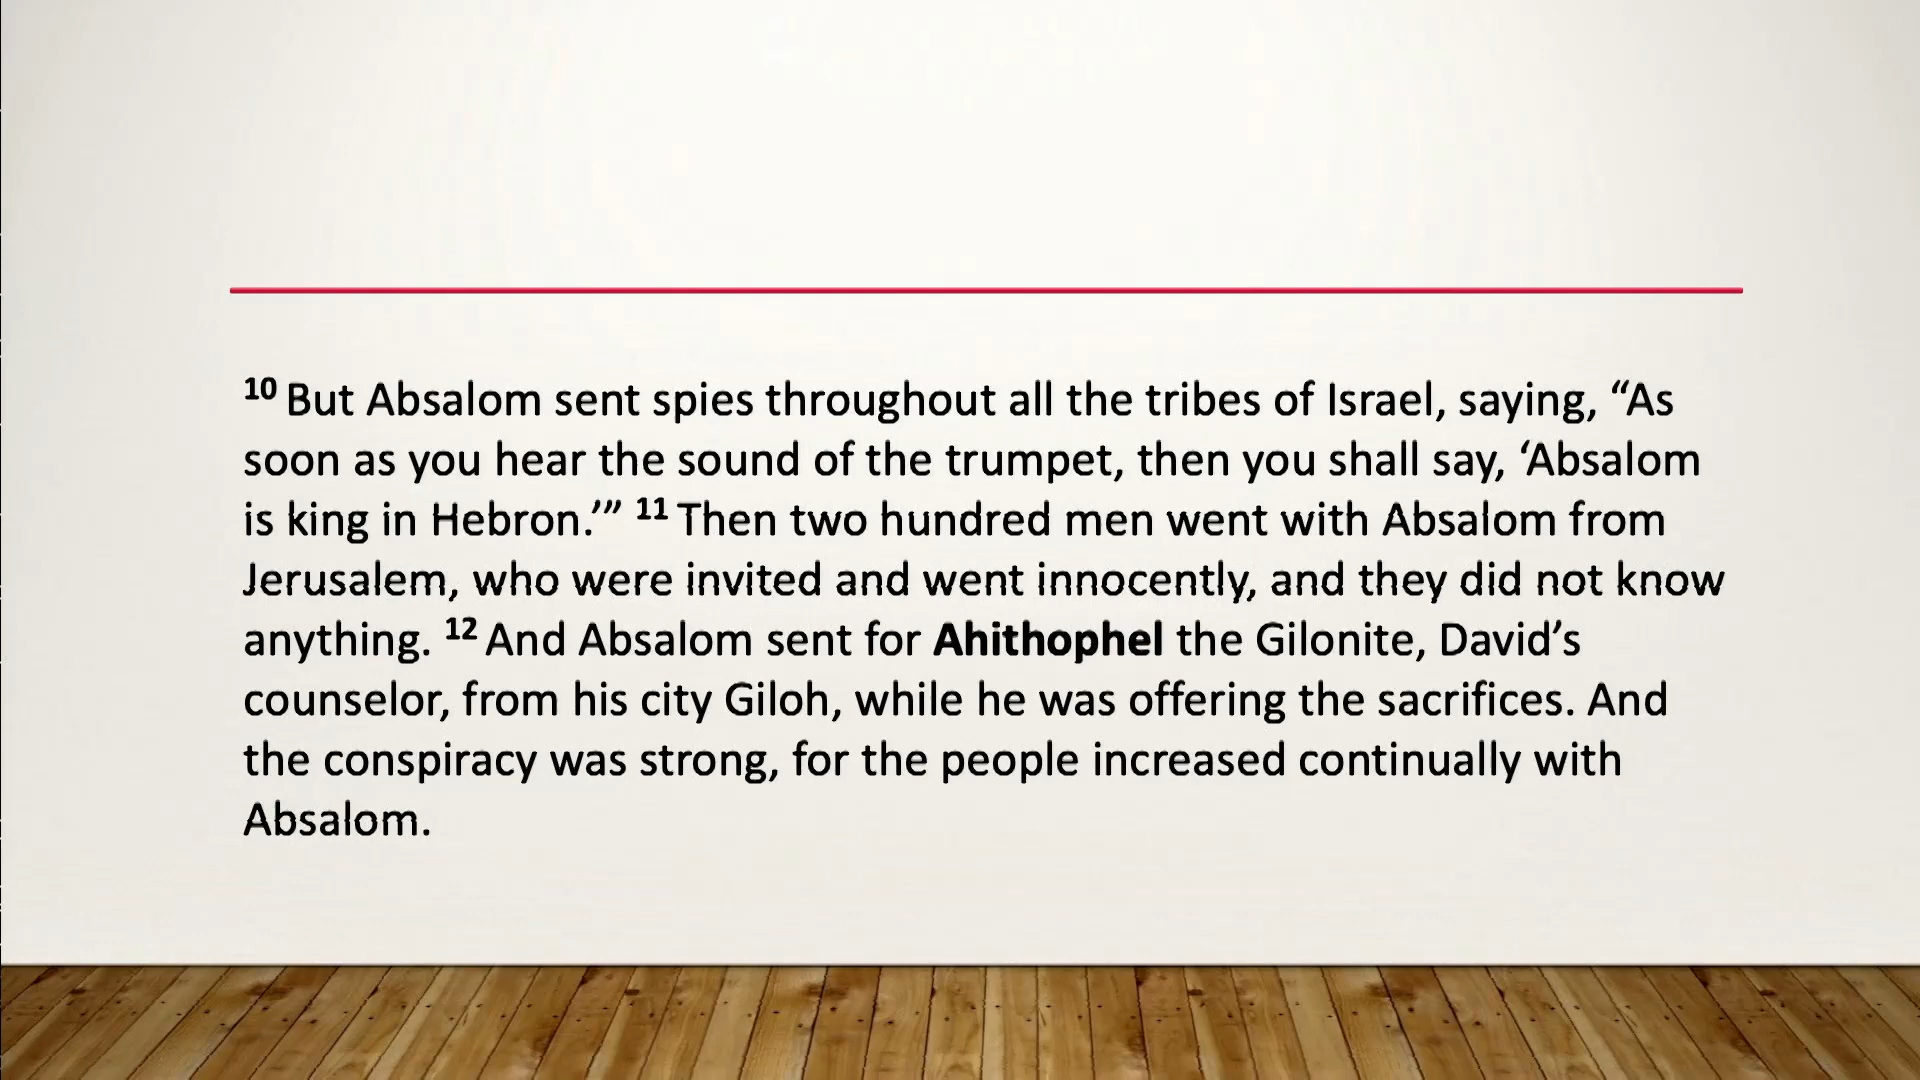 10 But Absalom sent spies throughout all the tribes of Israel, saying, “As
soon as you hear the sound of the trumpet, then you shall say, ‘Absalom
is king in Hebron.’” 11 Then two hundred men went with Absalom from
Jerusalem, who were invited and went innocently, and they did not know
anything. 12 And Absalom sent for Ahithophel the Gilonite, David’s
counselor, from his city Giloh, while he was offering the sacrifices. And
the conspiracy was strong, for the people increased continually with
Absalom.